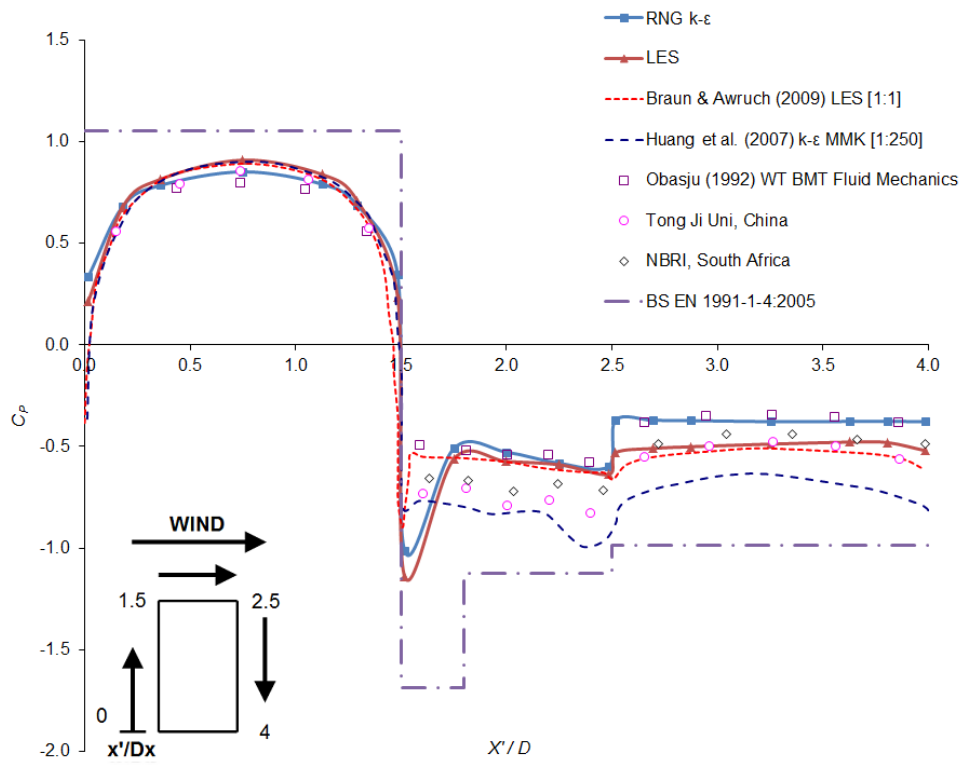 RNG k-ε
LES
Braun & Awruch (2009) LES [1:1]
Huang et al. (2007) k-ε MMK [1:250]
Obasju (1992) WT BMT Fluid Mechanics
Tong Ji Uni, China
NBRI, South Africa
BS EN 1991-1-4:2005
1.5
1.0
0.5
0.0
-0.5
-1.0
-1.5
-2.0
C_P
0.0 0.5 1.0 1.5 2.0 2.5 3.0 3.5 4.0
X'/ D
WIND
1.5 2.5
0 4
x'/Dx